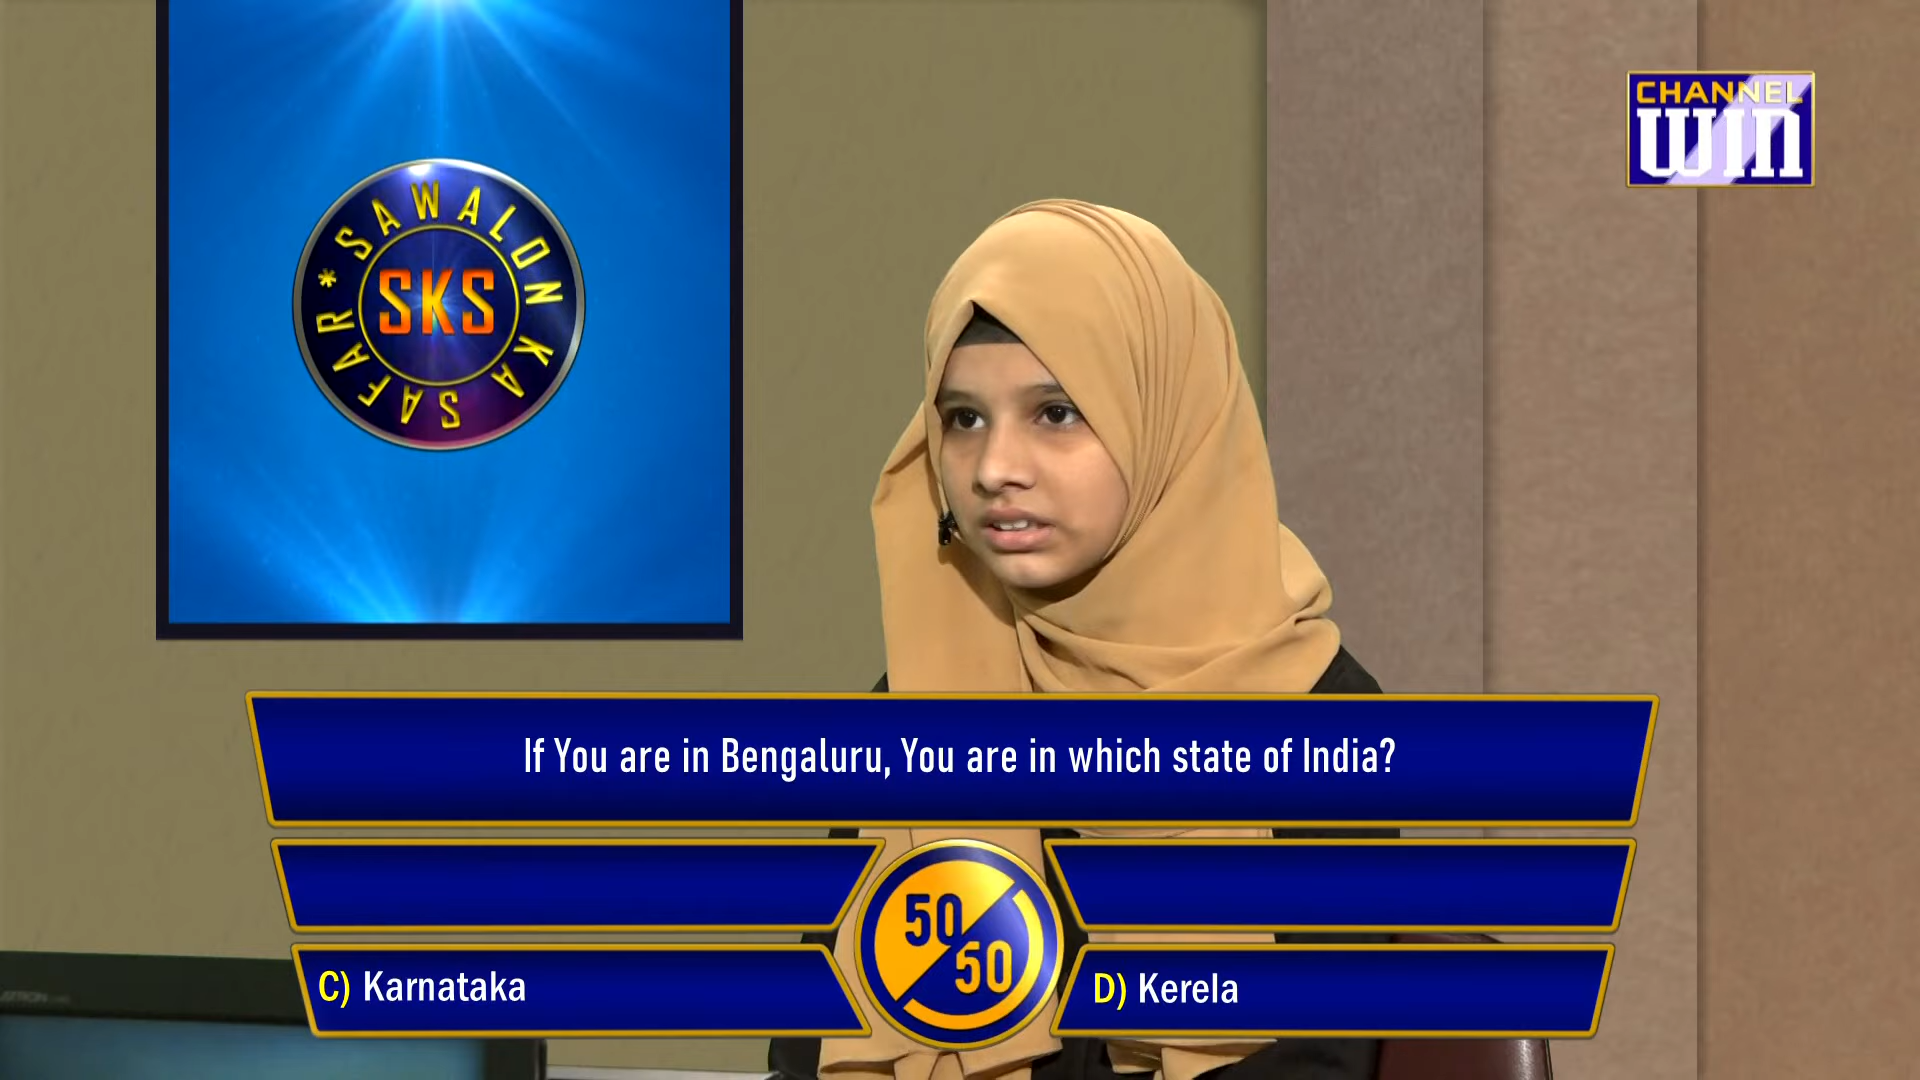 CHANNEL
WIN
* SAWALON KA SAFAR
SKS
If You are in Bengaluru, You are in which state of India?
50
50
C) Karnataka
D) Kerela